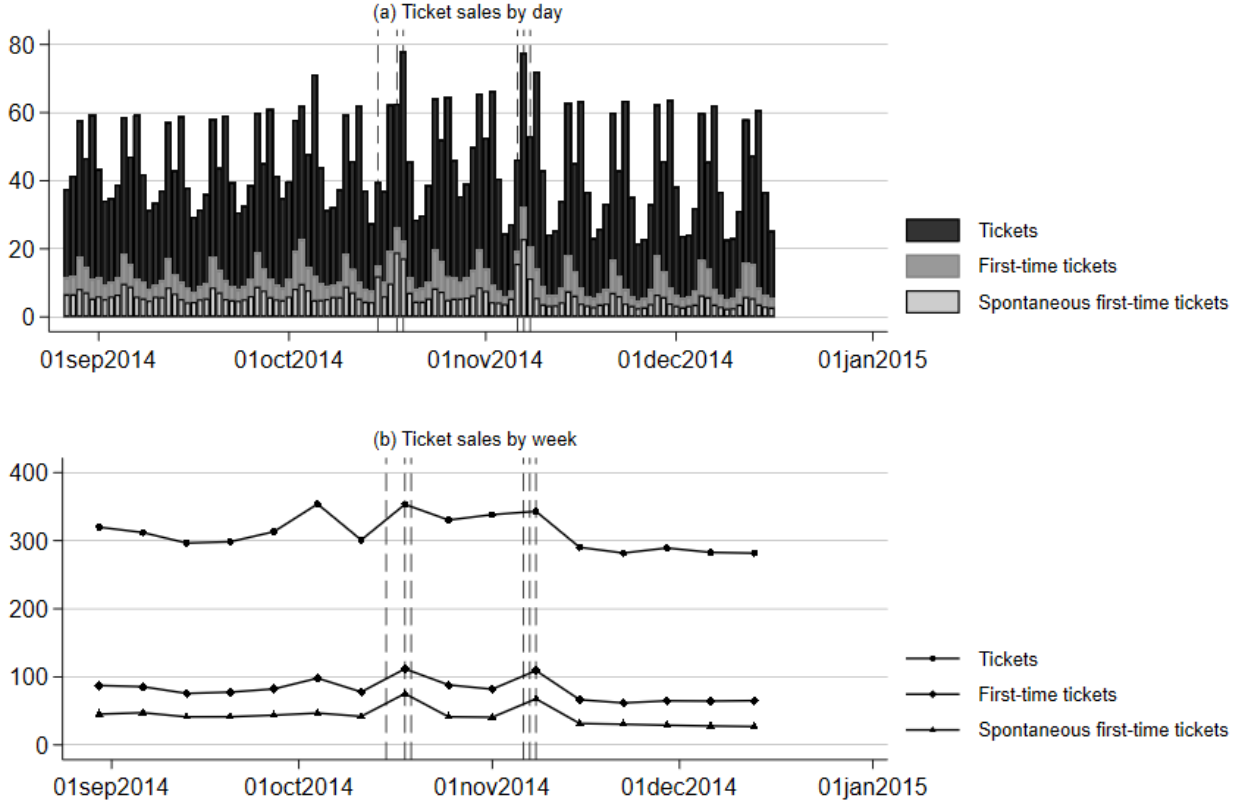 (a) Ticket sales by day
80
60
40
20
0
01sep2014 01oct2014 01nov2014 01dec2014 01jan2015
Tickets
First-time tickets
Spontaneous first-time tickets
(b) Ticket sales by week
400
300
200
100
0
01sep2014 01oct2014 01nov2014 01dec2014 01jan2015
Tickets
First-time tickets
Spontaneous first-time tickets